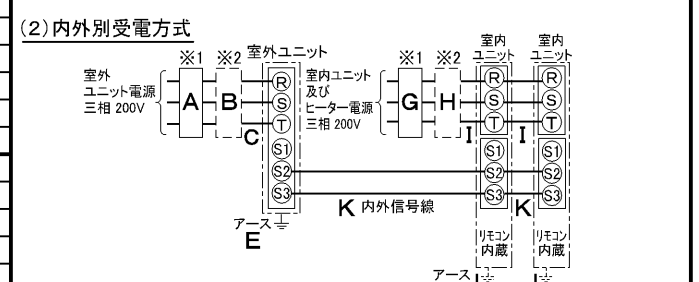 (2)内外別受電方式
※1 ※2 室外ユニット
室外
ユニット電源
三相 200V
A B
C
R
S
T
S1
S2
S3
アース
E
※1 ※2
室内ユニット
及び
ヒーター電源
三相 200V
G H
I I
室内
ユニット
室内
ユニット
R
S
T
S1
S2
S3
R
S
T
S1
S2
S3
K 内外信号線
K
リモコン
内蔵
リモコン
内蔵
アース